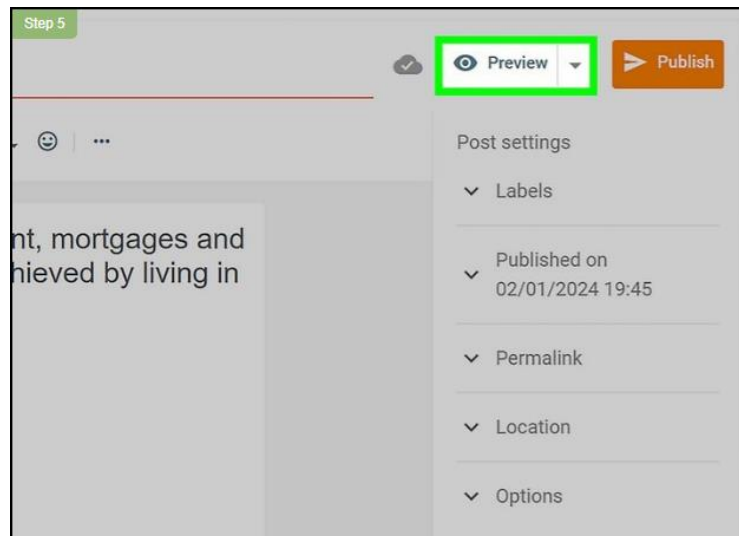 Step 5
Preview
Publish
Post settings
Labels
nt, mortgages and
hieved by living in
Published on
02/01/2024 19:45
Permalink
Location
Options